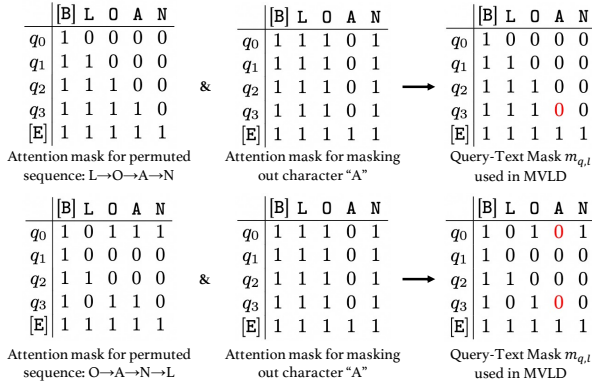 [B] L O A N
q0 1 0 0 0 0
q1 1 1 0 0 0
q2 1 1 1 0 0
q3 1 1 1 1 0
[E] 1 1 1 1 1
Attention mask for permuted
sequence: L→O→A→N
&
[B] L O A N
q0 1 1 1 0 1
q1 1 1 1 0 1
q2 1 1 1 0 1
q3 1 1 1 0 1
[E] 1 1 1 1 1
Attention mask for masking
out character “A”
[B] L O A N
q0 1 0 0 0 0
q1 1 1 0 0 0
q2 1 1 1 0 0
q3 1 1 1 0 0
[E] 1 1 1 1 1
Query-Text Mask mq,l
used in MVLD
[B] L O A N
q0 1 0 1 1 1
q1 1 0 0 0 0
q2 1 1 0 0 0
q3 1 0 1 1 0
[E] 1 1 1 1 1
Attention mask for permuted
sequence: O→A→N→L
&
[B] L O A N
q0 1 1 1 0 1
q1 1 1 1 0 1
q2 1 1 1 0 1
q3 1 1 1 0 1
[E] 1 1 1 1 1
Attention mask for masking
out character “A”
[B] L O A N
q0 1 0 1 0 1
q1 1 0 0 0 0
q2 1 1 0 0 0
q3 1 0 1 0 0
[E] 1 1 1 1 1
Query-Text Mask mq,l
used in MVLD